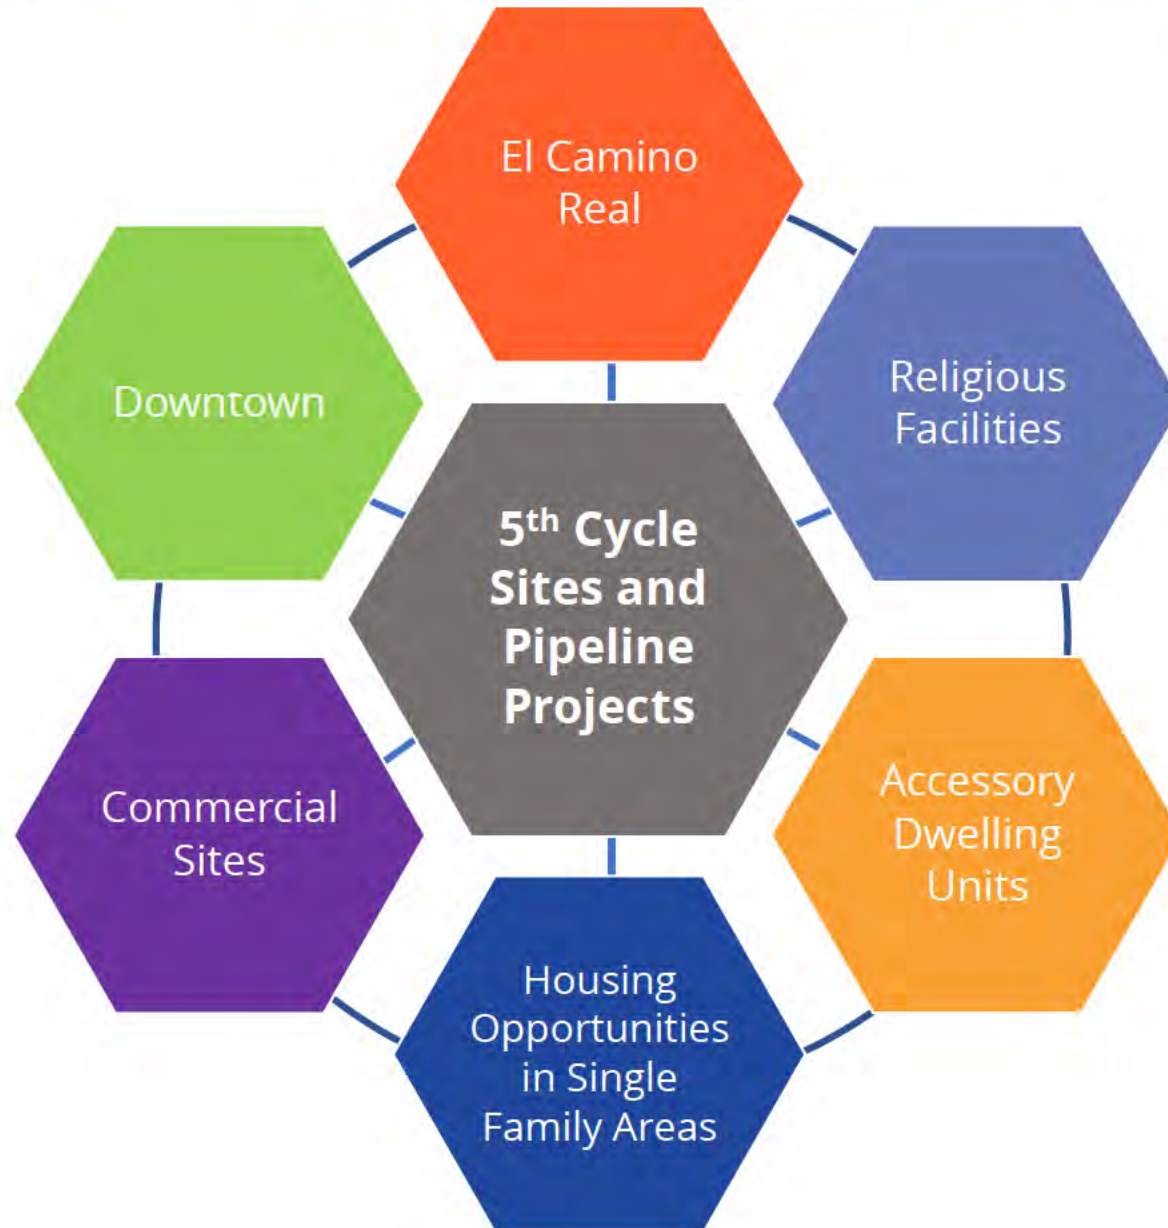 El Camino
Real
Downtown
Religious
Facilities
5th Cycle
Sites and
Pipeline
Projects
Commercial
Sites
Accessory
Dwelling
Units
Housing
Opportunities
in Single
Family Areas